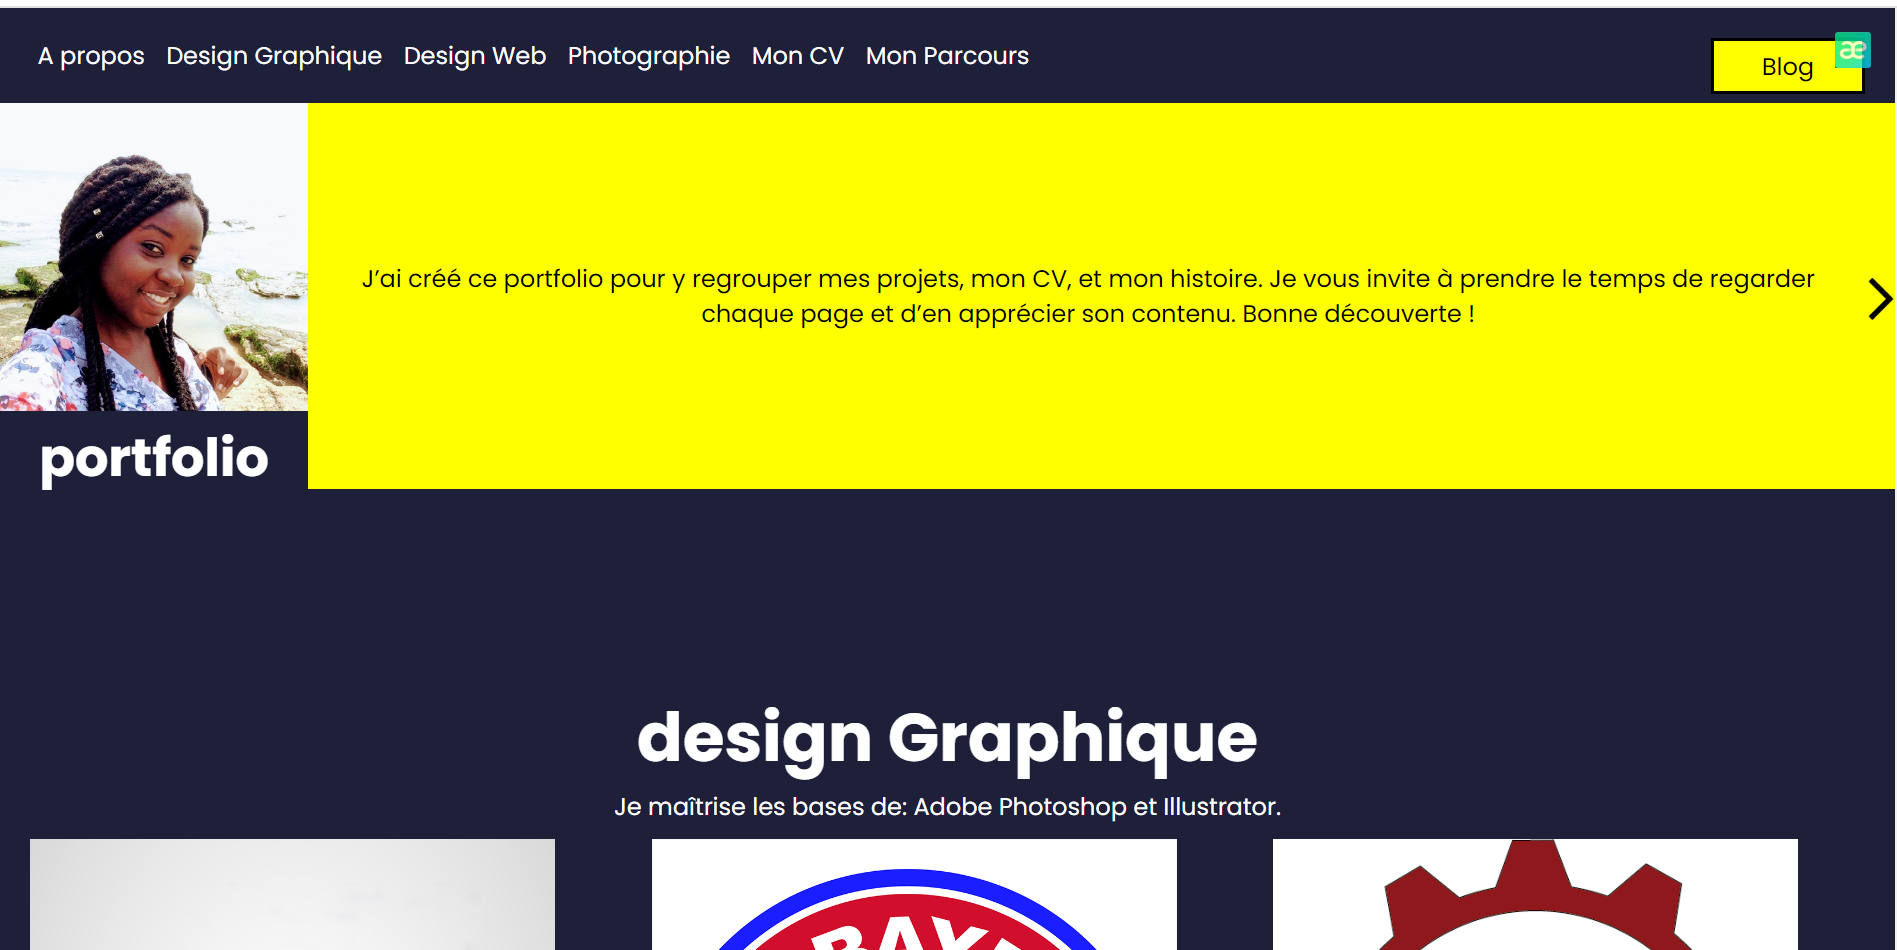 A propos Design Graphique Design Web Photographie Mon CV Mon Parcours
Blog
æ
J’ai créé ce portfolio pour y regrouper mes projets, mon CV, et mon histoire. Je vous invite à prendre le temps de regarder
chaque page et d’en apprécier son contenu. Bonne découverte !
portfolio
design Graphique
Je maîtrise les bases de: Adobe Photoshop et Illustrator.